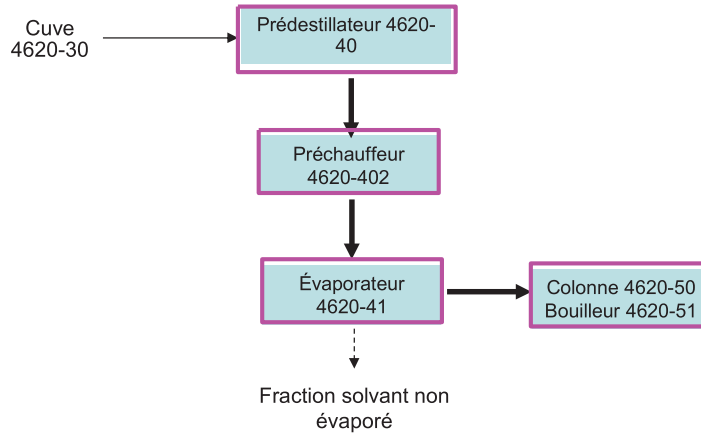 Cuve
4620-30
Prédestillateur 4620-
40
Préchauffeur
4620-402
Évaporateur
4620-41
Colonne 4620-50
Bouilleur 4620-51
Fraction solvant non
évaporé